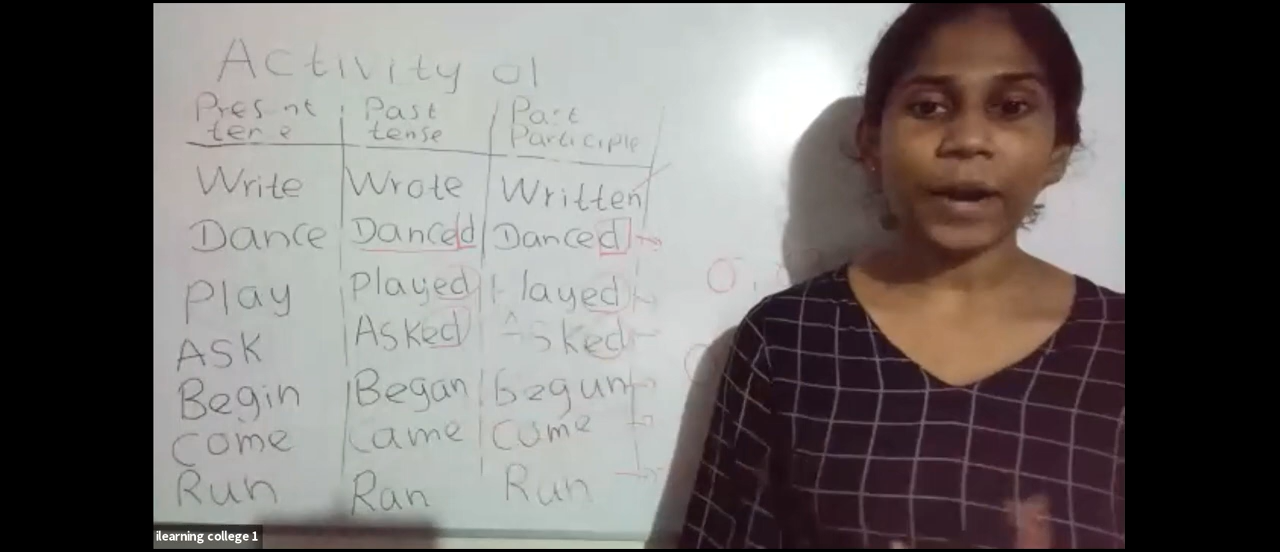 Activity 01
Present tense | Past tense | Past Participle
Write | Wrote | Written
Dance | Danced | Danced
Play | Played | Played
ASK | Asked | Asked
Begin | Began | Begun
Come | Came | Come
Run | Ran | Run
ilearning college 1